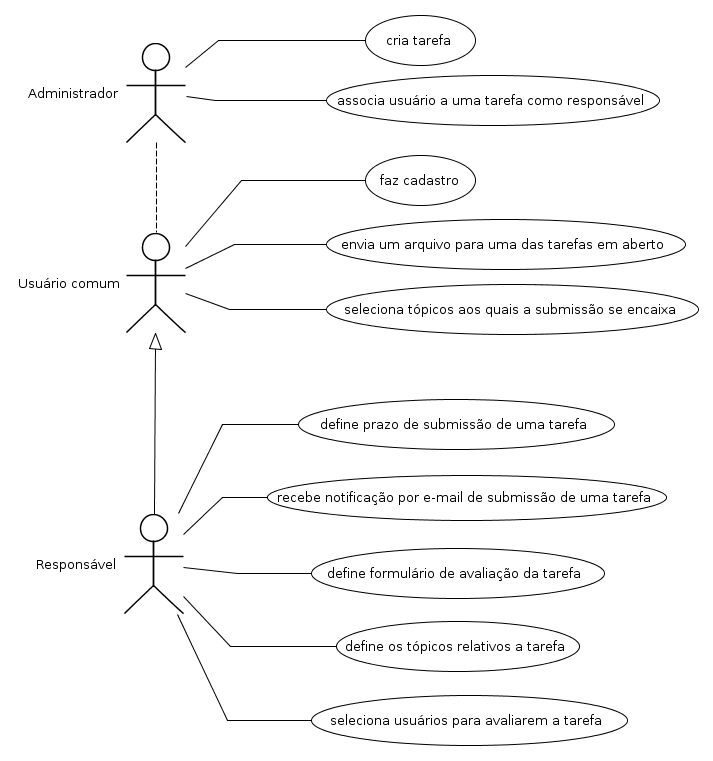 cria tarefa
Administrador
associa usuário a uma tarefa como responsável
faz cadastro
envia um arquivo para uma das tarefas em aberto
Usuário comum
seleciona tópicos aos quais a submissão se encaixa
define prazo de submissão de uma tarefa
recebe notificação por e-mail de submissão de uma tarefa
Responsável
define formulário de avaliação da tarefa
define os tópicos relativos a tarefa
seleciona usuários para avaliarem a tarefa